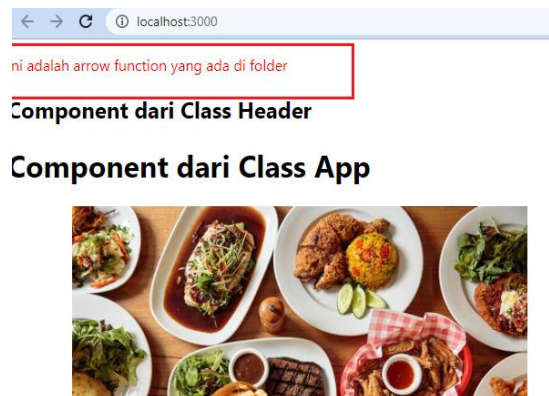 localhost:3000
ni adalah arrow function yang ada di folder
Component dari Class Header
Component dari Class App